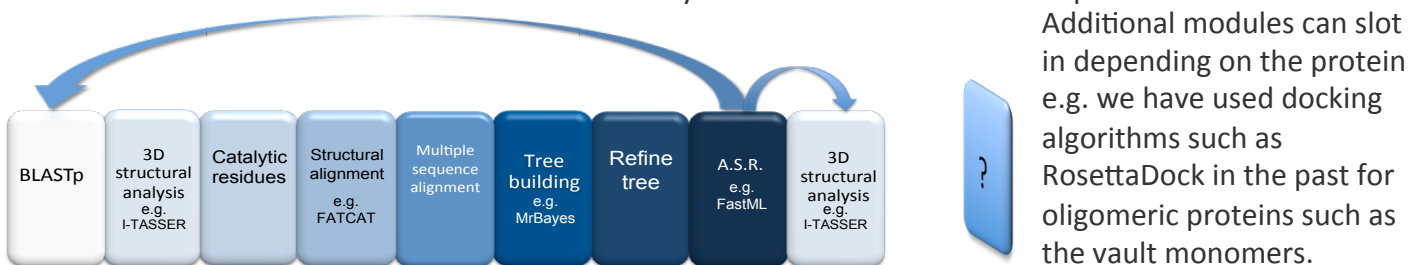 BLASTp
3D
structural
analysis
e.g.
I-TASSER
Catalytic
residues
Structural
alignment
e.g.
FATCAT
Multiple
sequence
alignment
Tree
building
e.g.
MrBayes
Refine
tree
A.S.R.
e.g.
FastML
3D
structural
analysis
e.g.
I-TASSER
?
Additional modules can slot
in depending on the protein
e.g. we have used docking
algorithms such as
RosettaDock in the past for
oligomeric proteins such as
the vault monomers.